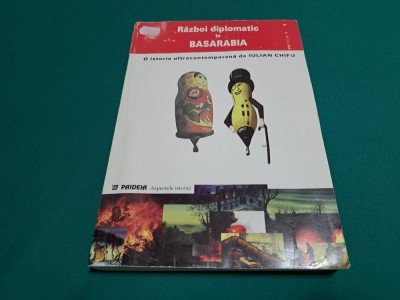 Război diplomatic
în
BASARABIA
O istorie ultracontemporană de IULIAN CHIFU
PAIDEIA Aspectele istoriei